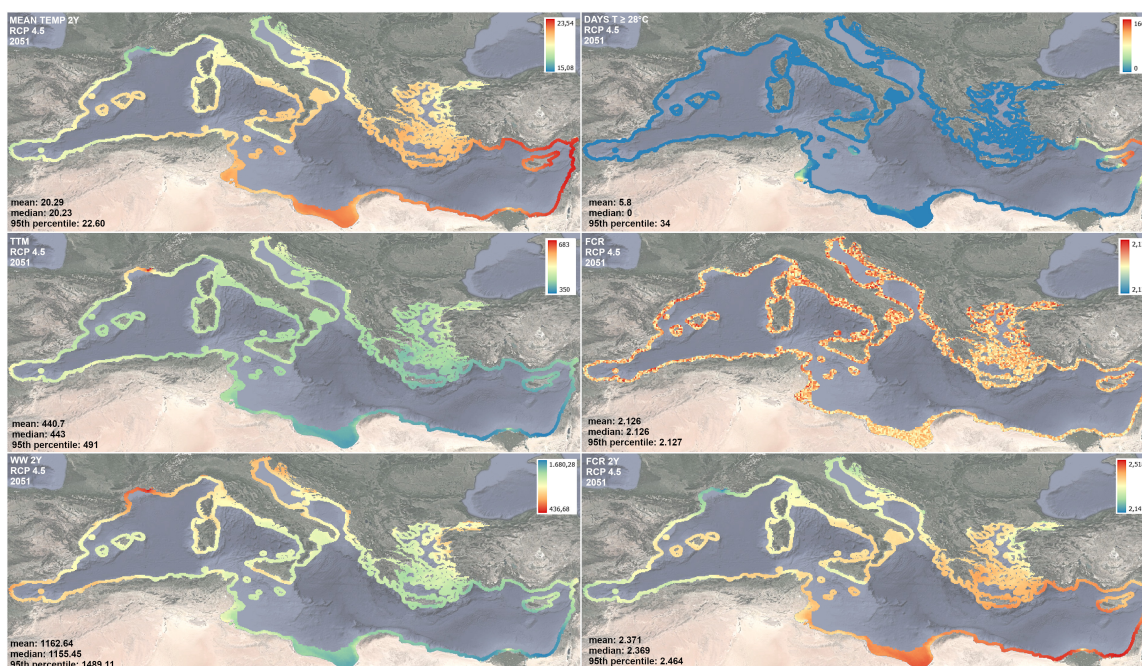 MEAN TEMP 2Y
RCP 4.5
2051
23,54
15,08
mean: 20.29
median: 20.23
95th percentile: 22.60
DAYS T ≥ 28°C
RCP 4.5
2051
16
0
mean: 5.8
median: 0
95th percentile: 34
TTM
RCP 4.5
2051
683
350
mean: 440.7
median: 443
95th percentile: 491
FCR
RCP 4.5
2051
2,1
2,1
mean: 2.126
median: 2.126
95th percentile: 2.127
WW 2Y
RCP 4.5
2051
1.680,28
436,68
mean: 1162.64
median: 1155.45
95th percentile: 1489.11
FCR 2Y
RCP 4.5
2051
2,51
2,14
mean: 2.371
median: 2.369
95th percentile: 2.464